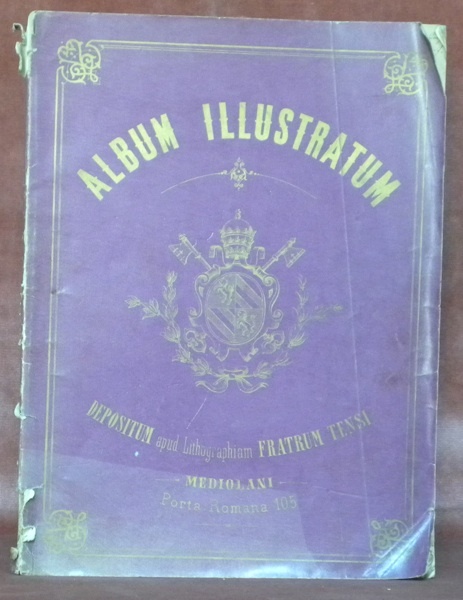 ALBUM ILLUSTRATUM
DEPOSITUM apud Lithographiam FRATRUM TENSI
- MEDIOLANI -
Porta Romana 105